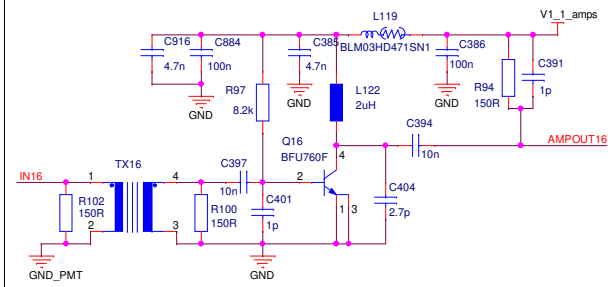 L119
V1_1_amps
C916
C884
C385
BLM03HD471SN1
C386
C391
4.7n
100n
4.7n
100n
R94
1p
150R
GND
GND
GND
R97
8.2k
L122
2uH
Q16
BFU760F
C394
10n
AMPOUT16
4
TX16
C397
10n
IN16
1
4
2
C401
1p
C404
2.7p
R102
150R
R100
150R
2
3
1
3
GND_PMT
GND